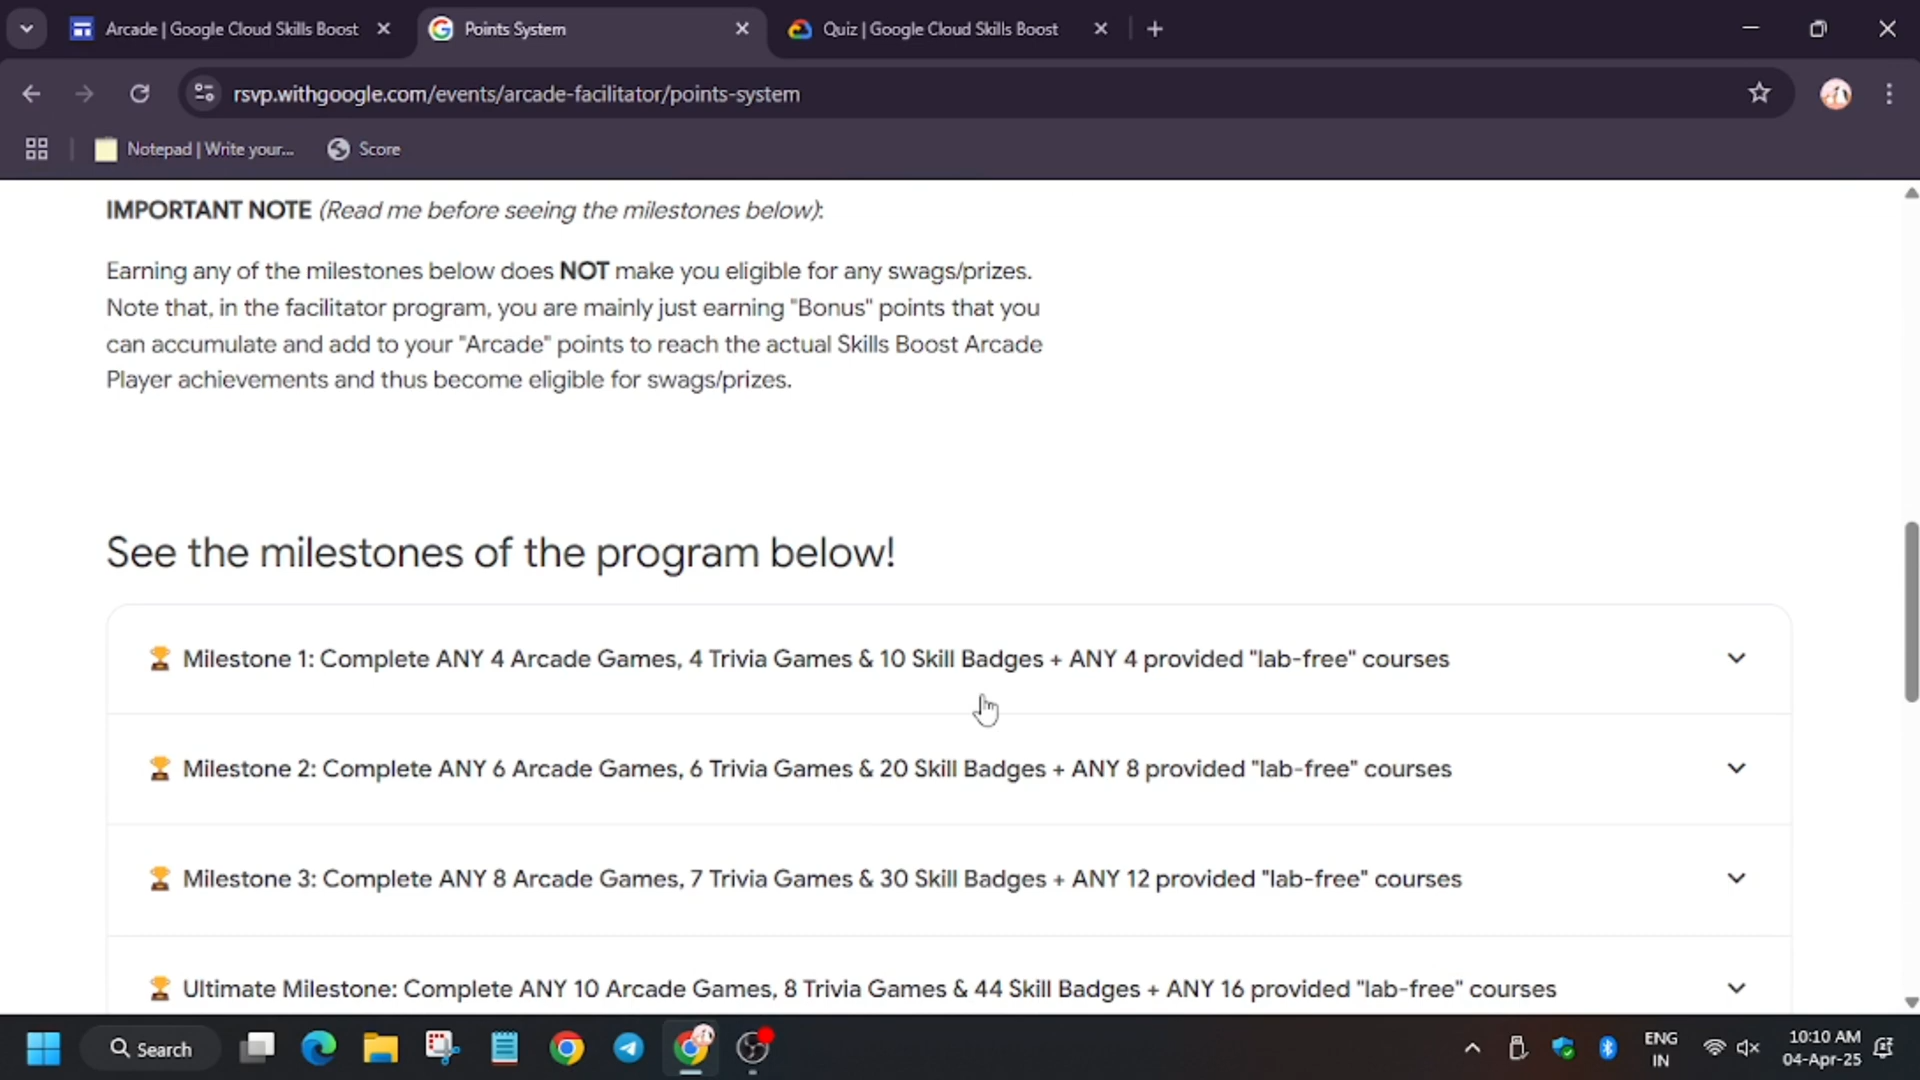 Arcade | Google Cloud Skills Boost
Points System
Quiz | Google Cloud Skills Boost
rsvp.withgoogle.com/events/arcade-facilitator/points-system
Notepad | Write your...
Score
IMPORTANT NOTE (Read me before seeing the milestones below):
Earning any of the milestones below does NOT make you eligible for any swags/prizes.
Note that, in the facilitator program, you are mainly just earning "Bonus" points that you
can accumulate and add to your "Arcade" points to reach the actual Skills Boost Arcade
Player achievements and thus become eligible for swags/prizes.
See the milestones of the program below!
Milestone 1: Complete ANY 4 Arcade Games, 4 Trivia Games & 10 Skill Badges + ANY 4 provided "lab-free" courses
Milestone 2: Complete ANY 6 Arcade Games, 6 Trivia Games & 20 Skill Badges + ANY 8 provided "lab-free" courses
Milestone 3: Complete ANY 8 Arcade Games, 7 Trivia Games & 30 Skill Badges + ANY 12 provided "lab-free" courses
Ultimate Milestone: Complete ANY 10 Arcade Games, 8 Trivia Games & 44 Skill Badges + ANY 16 provided "lab-free" courses
Search
ENG
IN
10:10 AM
04-Apr-25